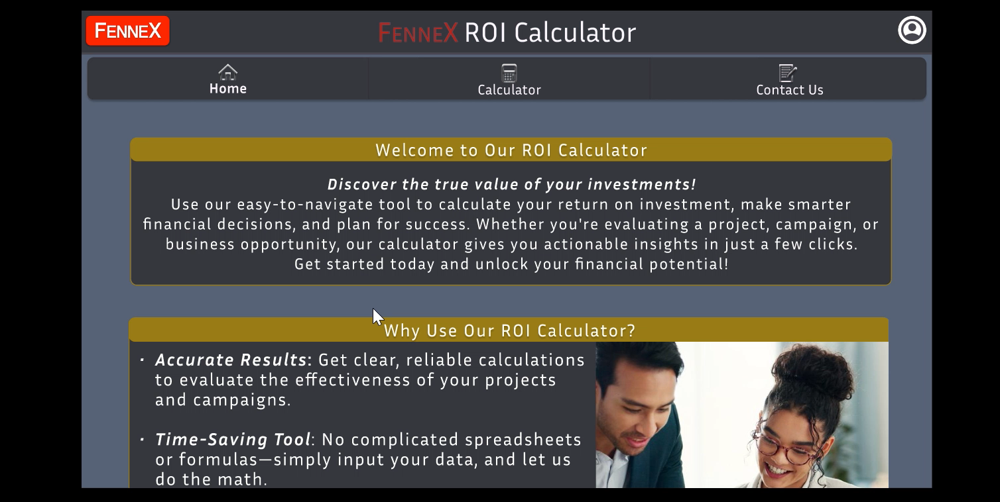 FENNEX
FENNEX ROI Calculator
Home
Calculator
Contact Us
Welcome to Our ROI Calculator
Discover the true value of your investments!
Use our easy-to-navigate tool to calculate your return on investment, make smarter
financial decisions, and plan for success. Whether you're evaluating a project, campaign, or
business opportunity, our calculator gives you actionable insights in just a few clicks.
Get started today and unlock your financial potential!
Why Use Our ROI Calculator?
· Accurate Results: Get clear, reliable calculations
to evaluate the effectiveness of your projects
and campaigns.
· Time-Saving Tool: No complicated spreadsheets
or formulas—simply input your data, and let us
do the math.